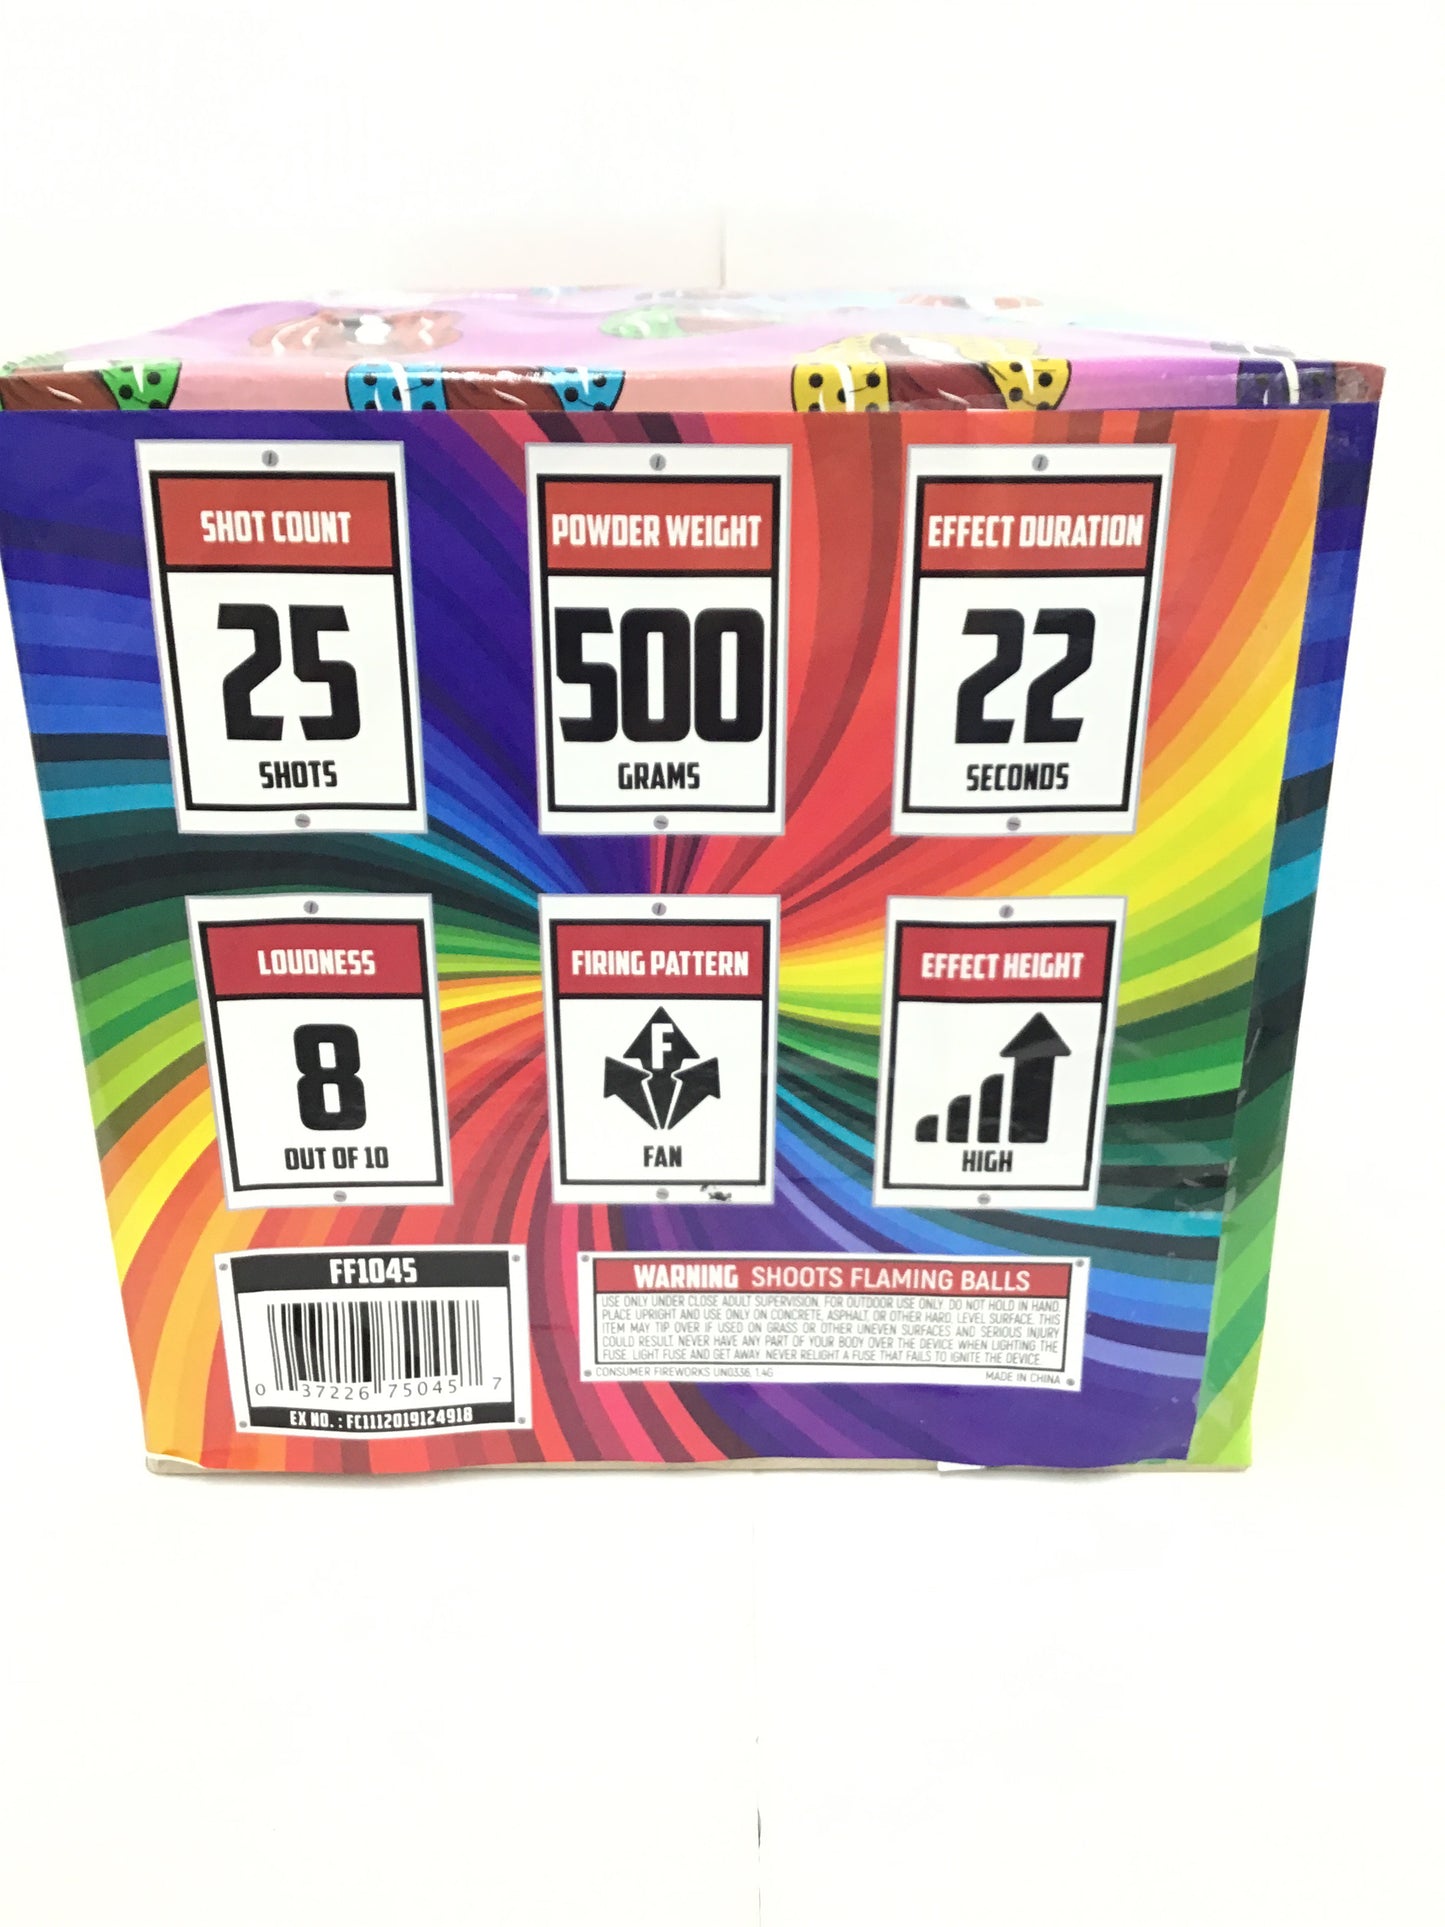 SHOT COUNT
25
SHOTS
POWDER WEIGHT
500
GRAMS
EFFECT DURATION
22
SECONDS
LOUDNESS
8
OUT OF 10
FIRING PATTERN
F
FAN
EFFECT HEIGHT
HIGH
FF1045
0 37226 75045 7
EX NO. : FC1112019124918
WARNING SHOOTS FLAMING BALLS
USE ONLY UNDER CLOSE ADULT SUPERVISION. FOR OUTDOOR USE ONLY. DO NOT HOLD IN HAND.
PLACE UPRIGHT AND USE ONLY ON CONCRETE, ASPHALT, OR OTHER HARD, LEVEL SURFACE. THIS
ITEM MAY TIP OVER IF USED ON GRASS OR OTHER UNEVEN SURFACES AND SERIOUS INJURY
COULD RESULT. NEVER HAVE ANY PART OF YOUR BODY OVER THE DEVICE WHEN LIGHTING THE
FUSE. LIGHT FUSE AND GET AWAY. NEVER RELIGHT A FUSE THAT FAILS TO IGNITE THE DEVICE.
CONSUMER FIREWORKS UN0336, 1.4G
MADE IN CHINA